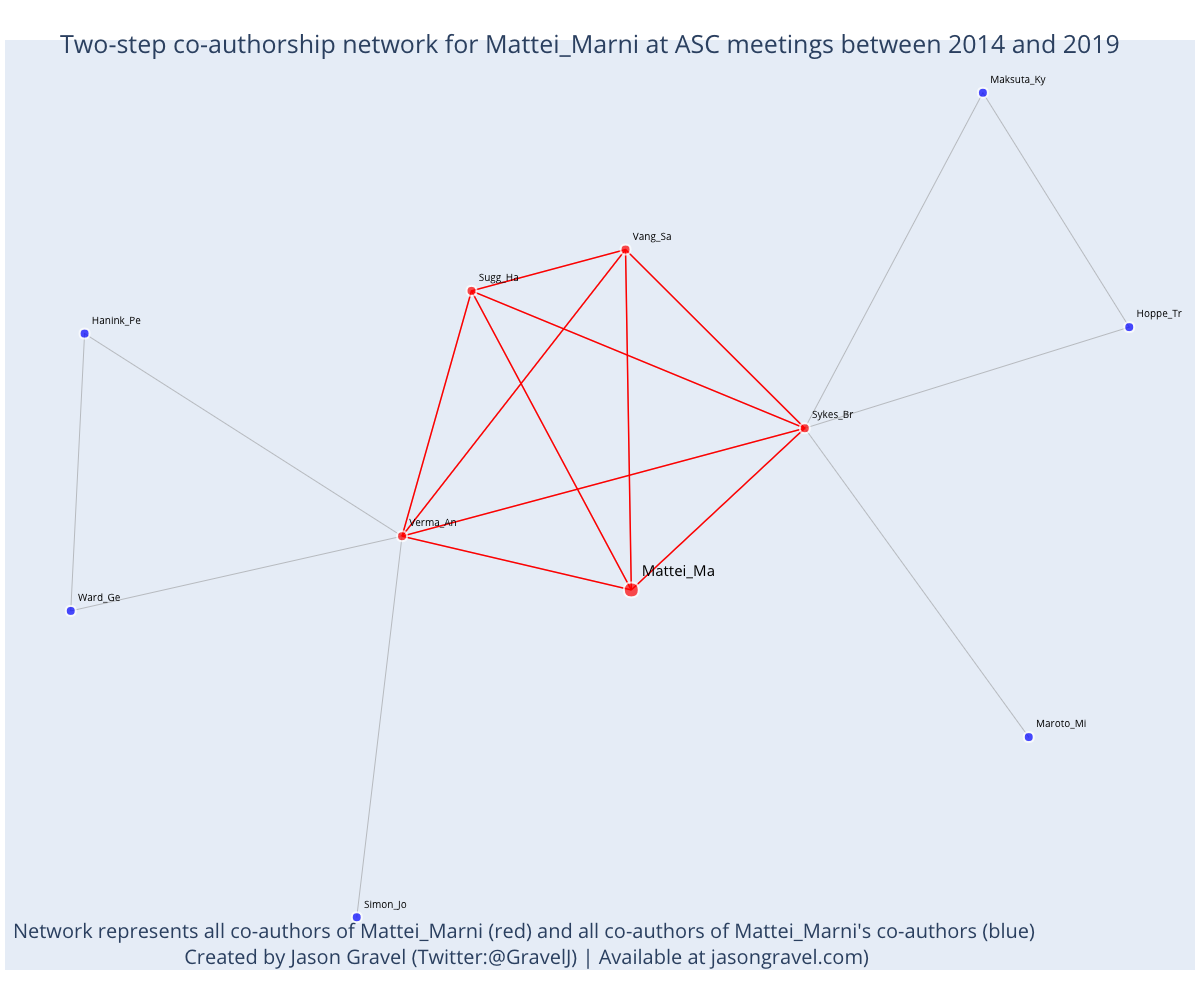 Two-step co-authorship network for Mattei_Marni at ASC meetings between 2014 and 2019
Maksuta_Ky
Vang_Sa
Sugg_Ha
Hoppe_Tr
Hanink_Pe
Sykes_Br
Verma_An
Mattei_Ma
Ward_Ge
Maroto_Mi
Simon_Jo
Network represents all co-authors of Mattei_Marni (red) and all co-authors of Mattei_Marni's co-authors (blue)
Created by Jason Gravel (Twitter:@GravelJ) | Available at jasongravel.com)